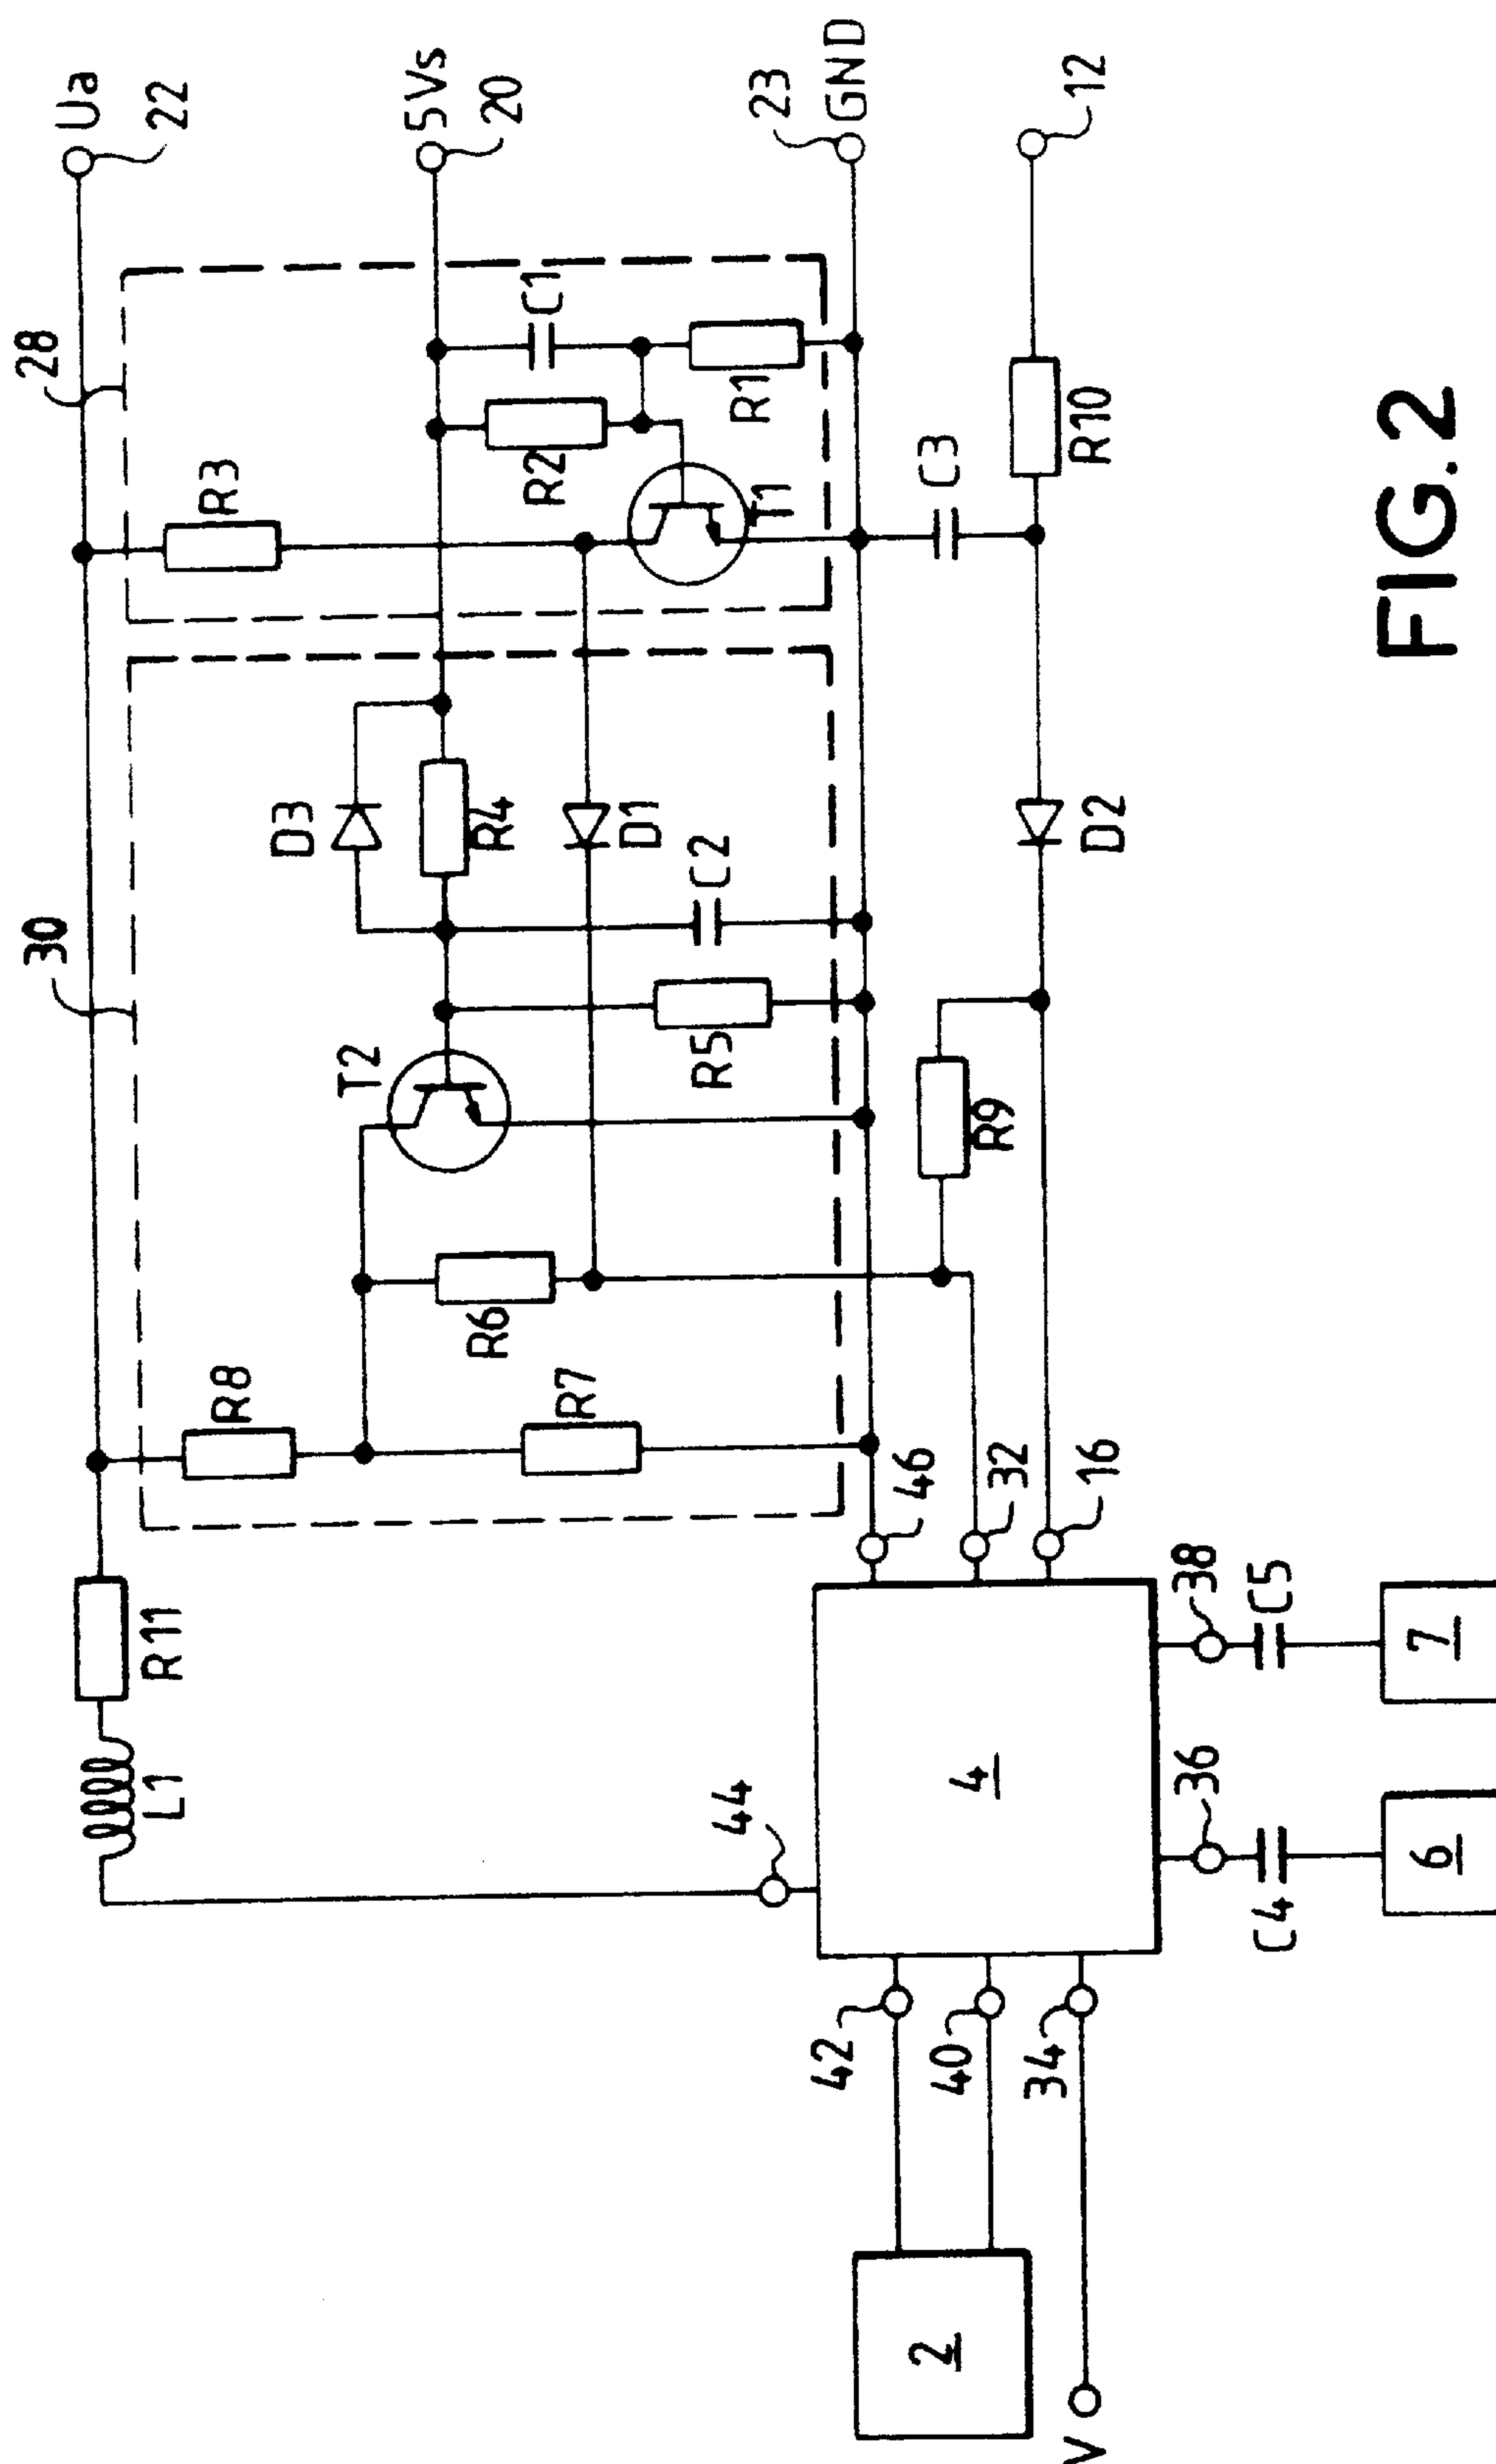 Ua
22
5Vs
20
23
GND
12
28
C1
R1
R2
R3
T1
C3
R10
30
D3
R4
D1
C2
D2
T2
R5
R9
R6
R8
R7
46
32
16
R11
L1
44
4
38
C5
7
36
C4
6
42
40
34
2
V
FIG.2